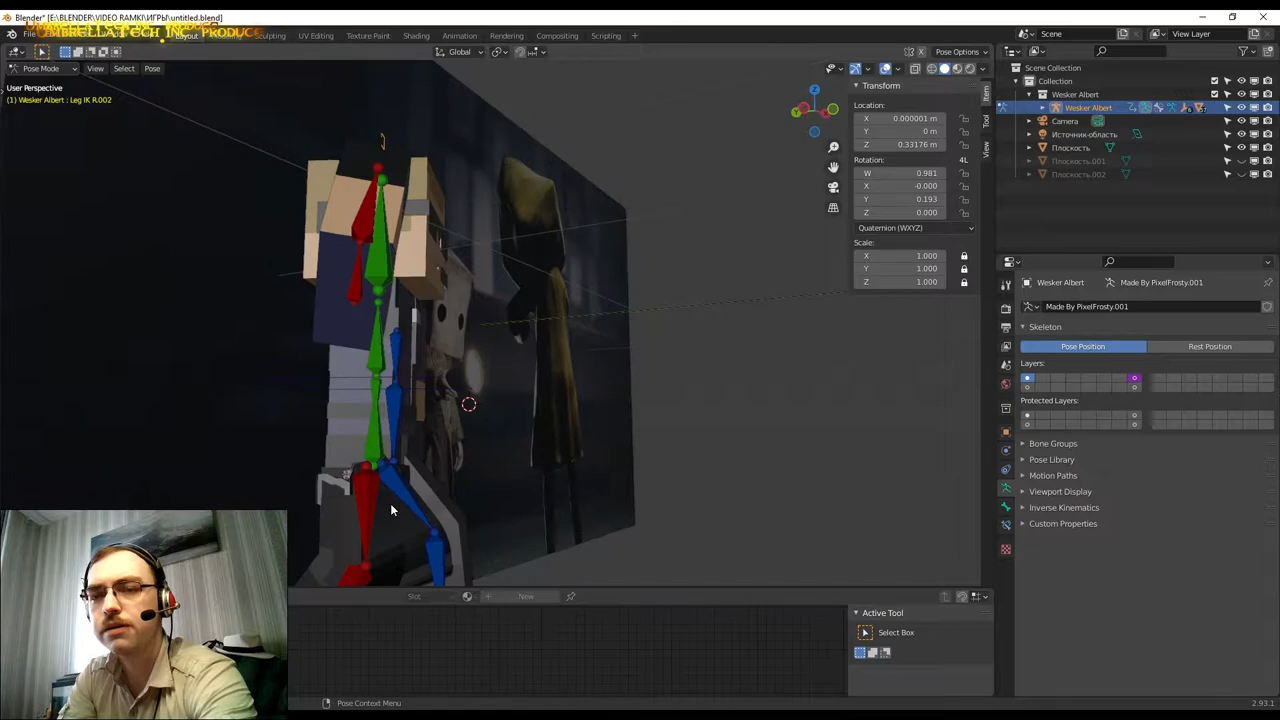 Blender* [E:\BLENDER\VIDEO RAMKI\ИГРЫ\untitled.blend]
UMBRELLA TECH INC PRODUCE
Sculpting UV Editing Texture Paint Shading Animation Rendering Compositing Scripting +
Scene
View Layer
Global
Pose Options
Pose Mode View Select Pose
User Perspective
(1) Wesker Albert : Leg IK R.002
X
Y
Z
Transform
Location:
X 0.000001 m
Y 0 m
Z 0.33176 m
Rotation: 4L
W 0.981
X -0.000
Y 0.193
Z 0.000
Quaternion (WXYZ)
Scale:
X 1.000
Y 1.000
Z 1.000
Item
Tool
View
Scene Collection
Collection
Wesker Albert
Wesker Albert
Camera
Источник-область
Плоскость
Плоскость.001
Плоскость.002
Wesker Albert Made By PixelFrosty.001
Made By PixelFrosty.001
Skeleton
Pose Position Rest Position
Layers:
Protected Layers:
Bone Groups
Pose Library
Motion Paths
Viewport Display
Inverse Kinematics
Custom Properties
Slot
New
Active Tool
Select Box
Pose Context Menu
2.93.1